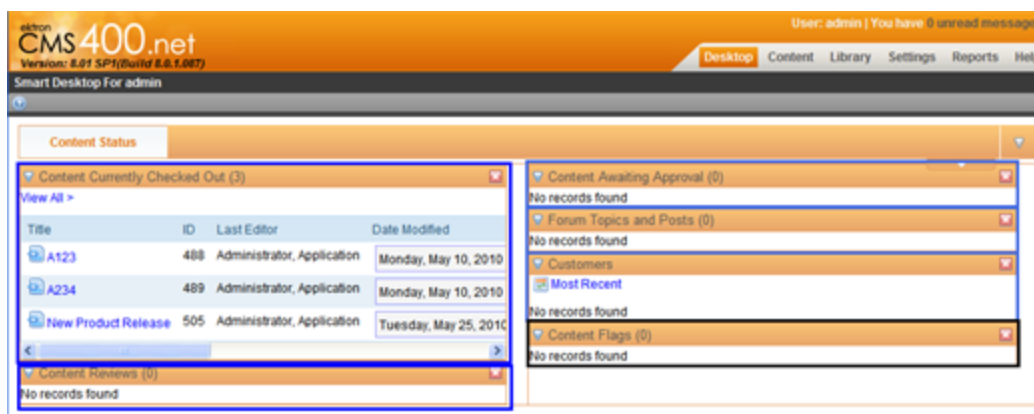 ektron
CMS400.net
Version: 8.01 SP1(Build 8.0.1.087)
User: admin | You have 0 unread message
Desktop Content Library Settings Reports Help
Smart Desktop For admin
Content Status
Content Currently Checked Out (3)
View All >
Title ID Last Editor Date Modified
A123 488 Administrator, Application Monday, May 10, 2010
A234 489 Administrator, Application Monday, May 10, 2010
New Product Release 505 Administrator, Application Tuesday, May 25, 2010
Content Reviews (0)
No records found
Content Awaiting Approval (0)
No records found
Forum Topics and Posts (0)
No records found
Customers
Most Recent
No records found
Content Flags (0)
No records found